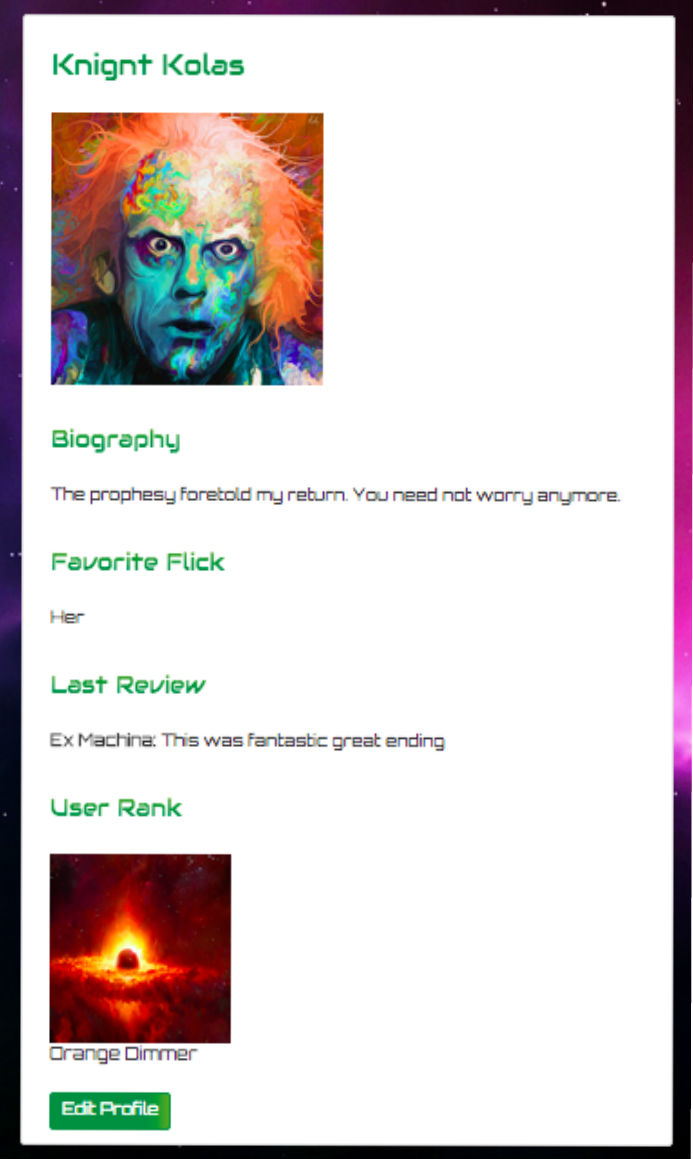 Knignt Kolas
Biography
The prophesy foretold my return. You need not worry anymore.
Favorite Flick
Her
Last Review
Ex Machina: This was fantastic great ending
User Rank
Orange Dimmer
Edit Profile